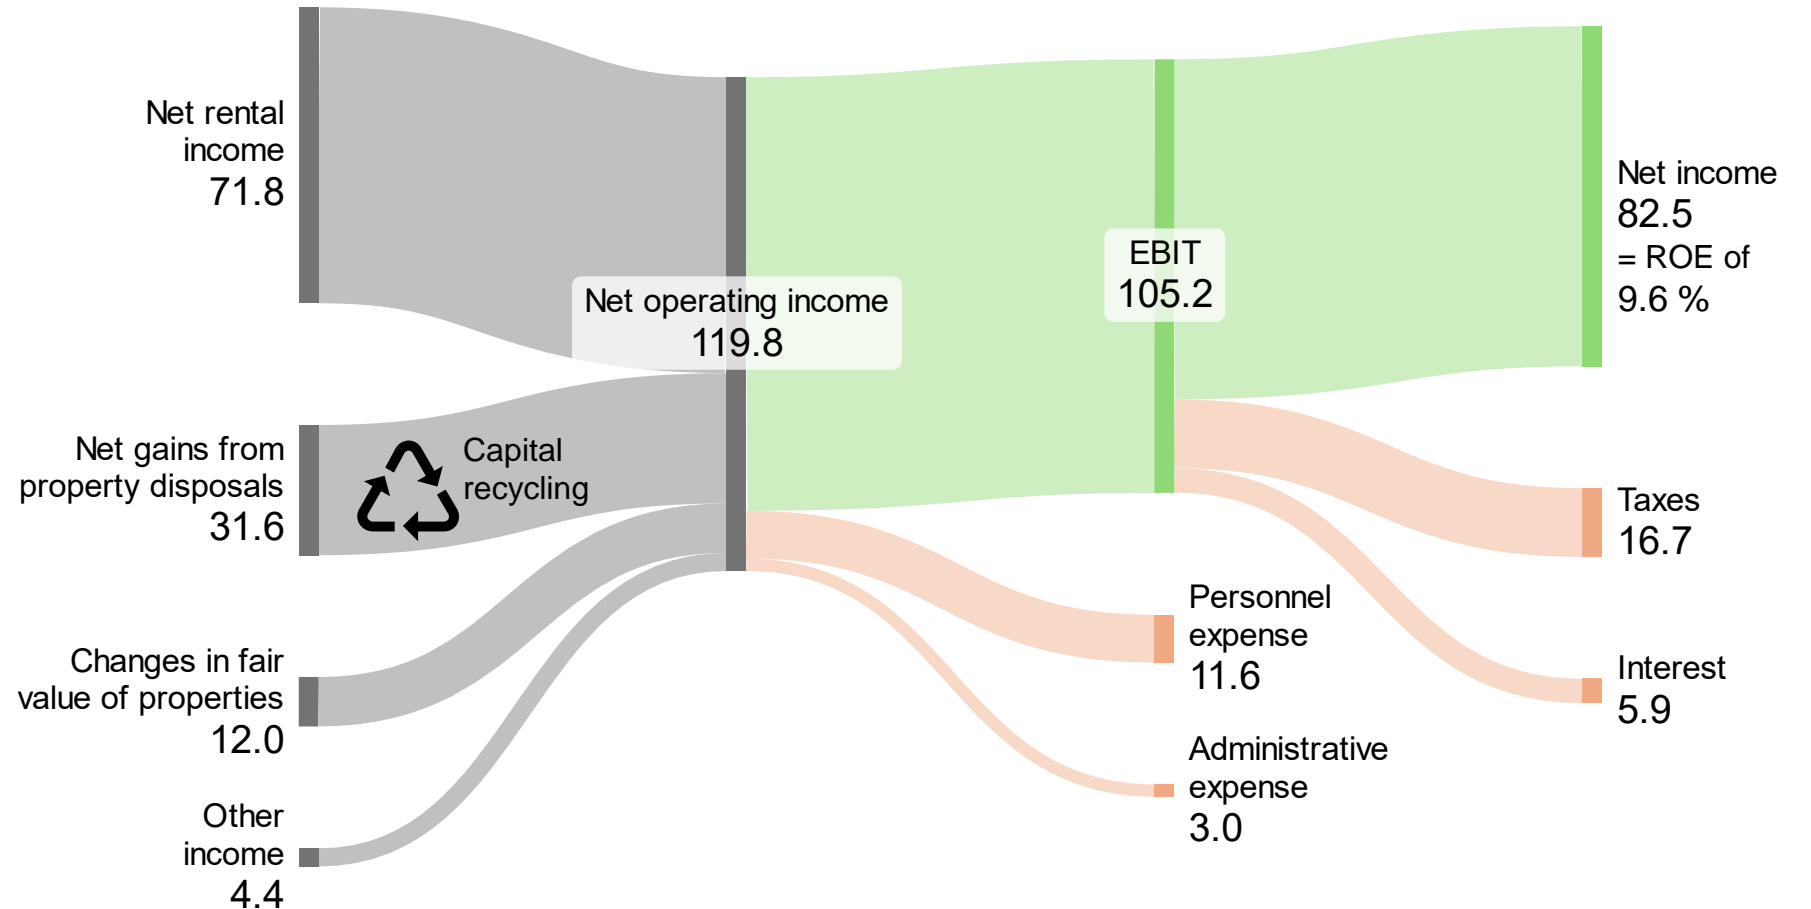 Net rental
income
71.8
Net operating income
119.8
EBIT
105.2
Net income
82.5
= ROE of
9.6 %
Net gains from
property disposals
31.6
Capital
recycling
Taxes
16.7
Personnel
expense
11.6
Changes in fair
value of properties
12.0
Interest
5.9
Administrative
expense
3.0
Other
income
4.4